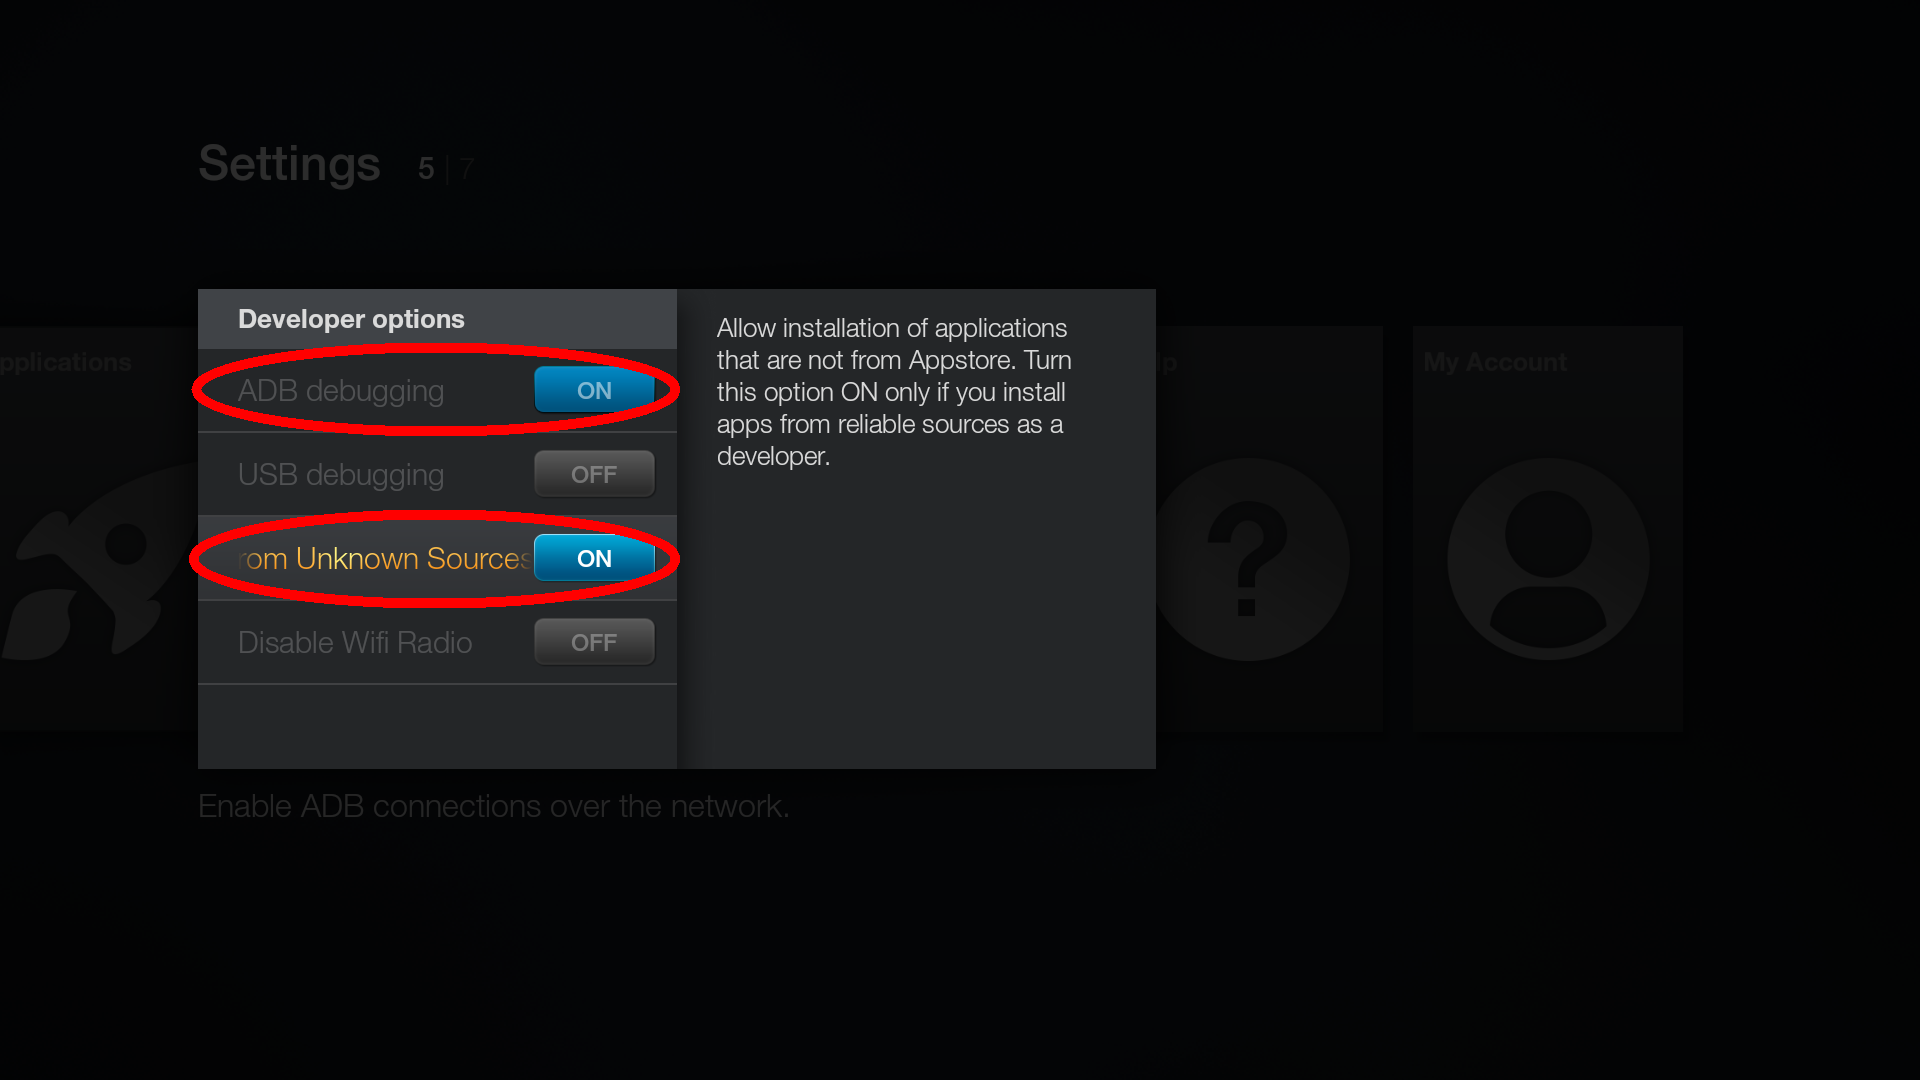 Settings 5 | 7
pplications
Developer options
ADB debugging ON
USB debugging OFF
rom Unknown Sources ON
Disable Wifi Radio OFF
Allow installation of applications
that are not from Appstore. Turn
this option ON only if you install
apps from reliable sources as a
developer.
lp
My Account
?
Enable ADB connections over the network.